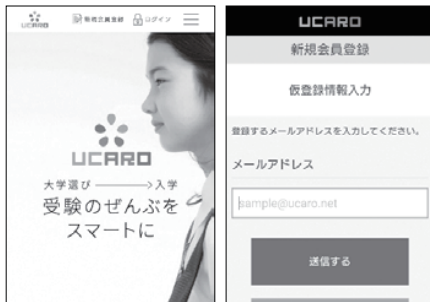 UCARO
新規会員登録
ログイン
UCARO
大学選び → 入学
受験のぜんぶを
スマートに
UCARO
新規会員登録
仮登録情報入力
登録するメールアドレスを入力してください。
メールアドレス
sample@ucaro.net
送信する